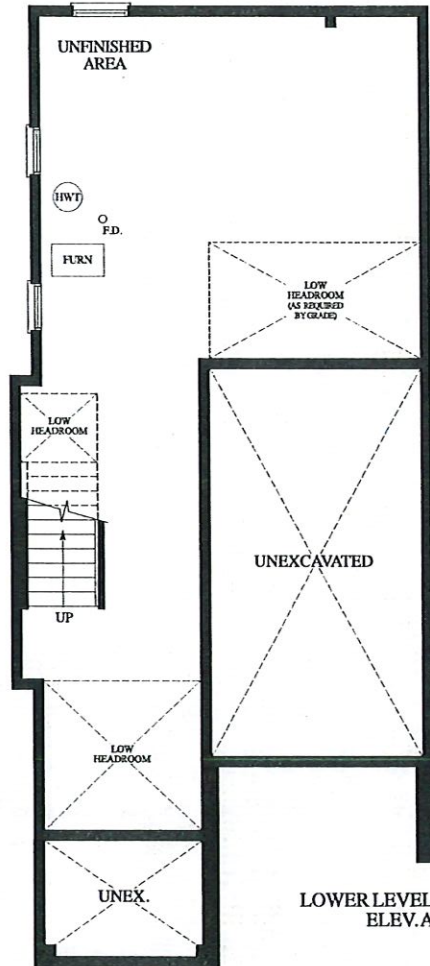 UNFINISHED
AREA
HWT
F.D.
FURN
LOW
HEADROOM
(AS REQUIRED
BY GRADE)
LOW
HEADROOM
UNEXCAVATED
UP
LOW
HEADROOM
UNEX.
LOWER LEVEL
ELEV. A